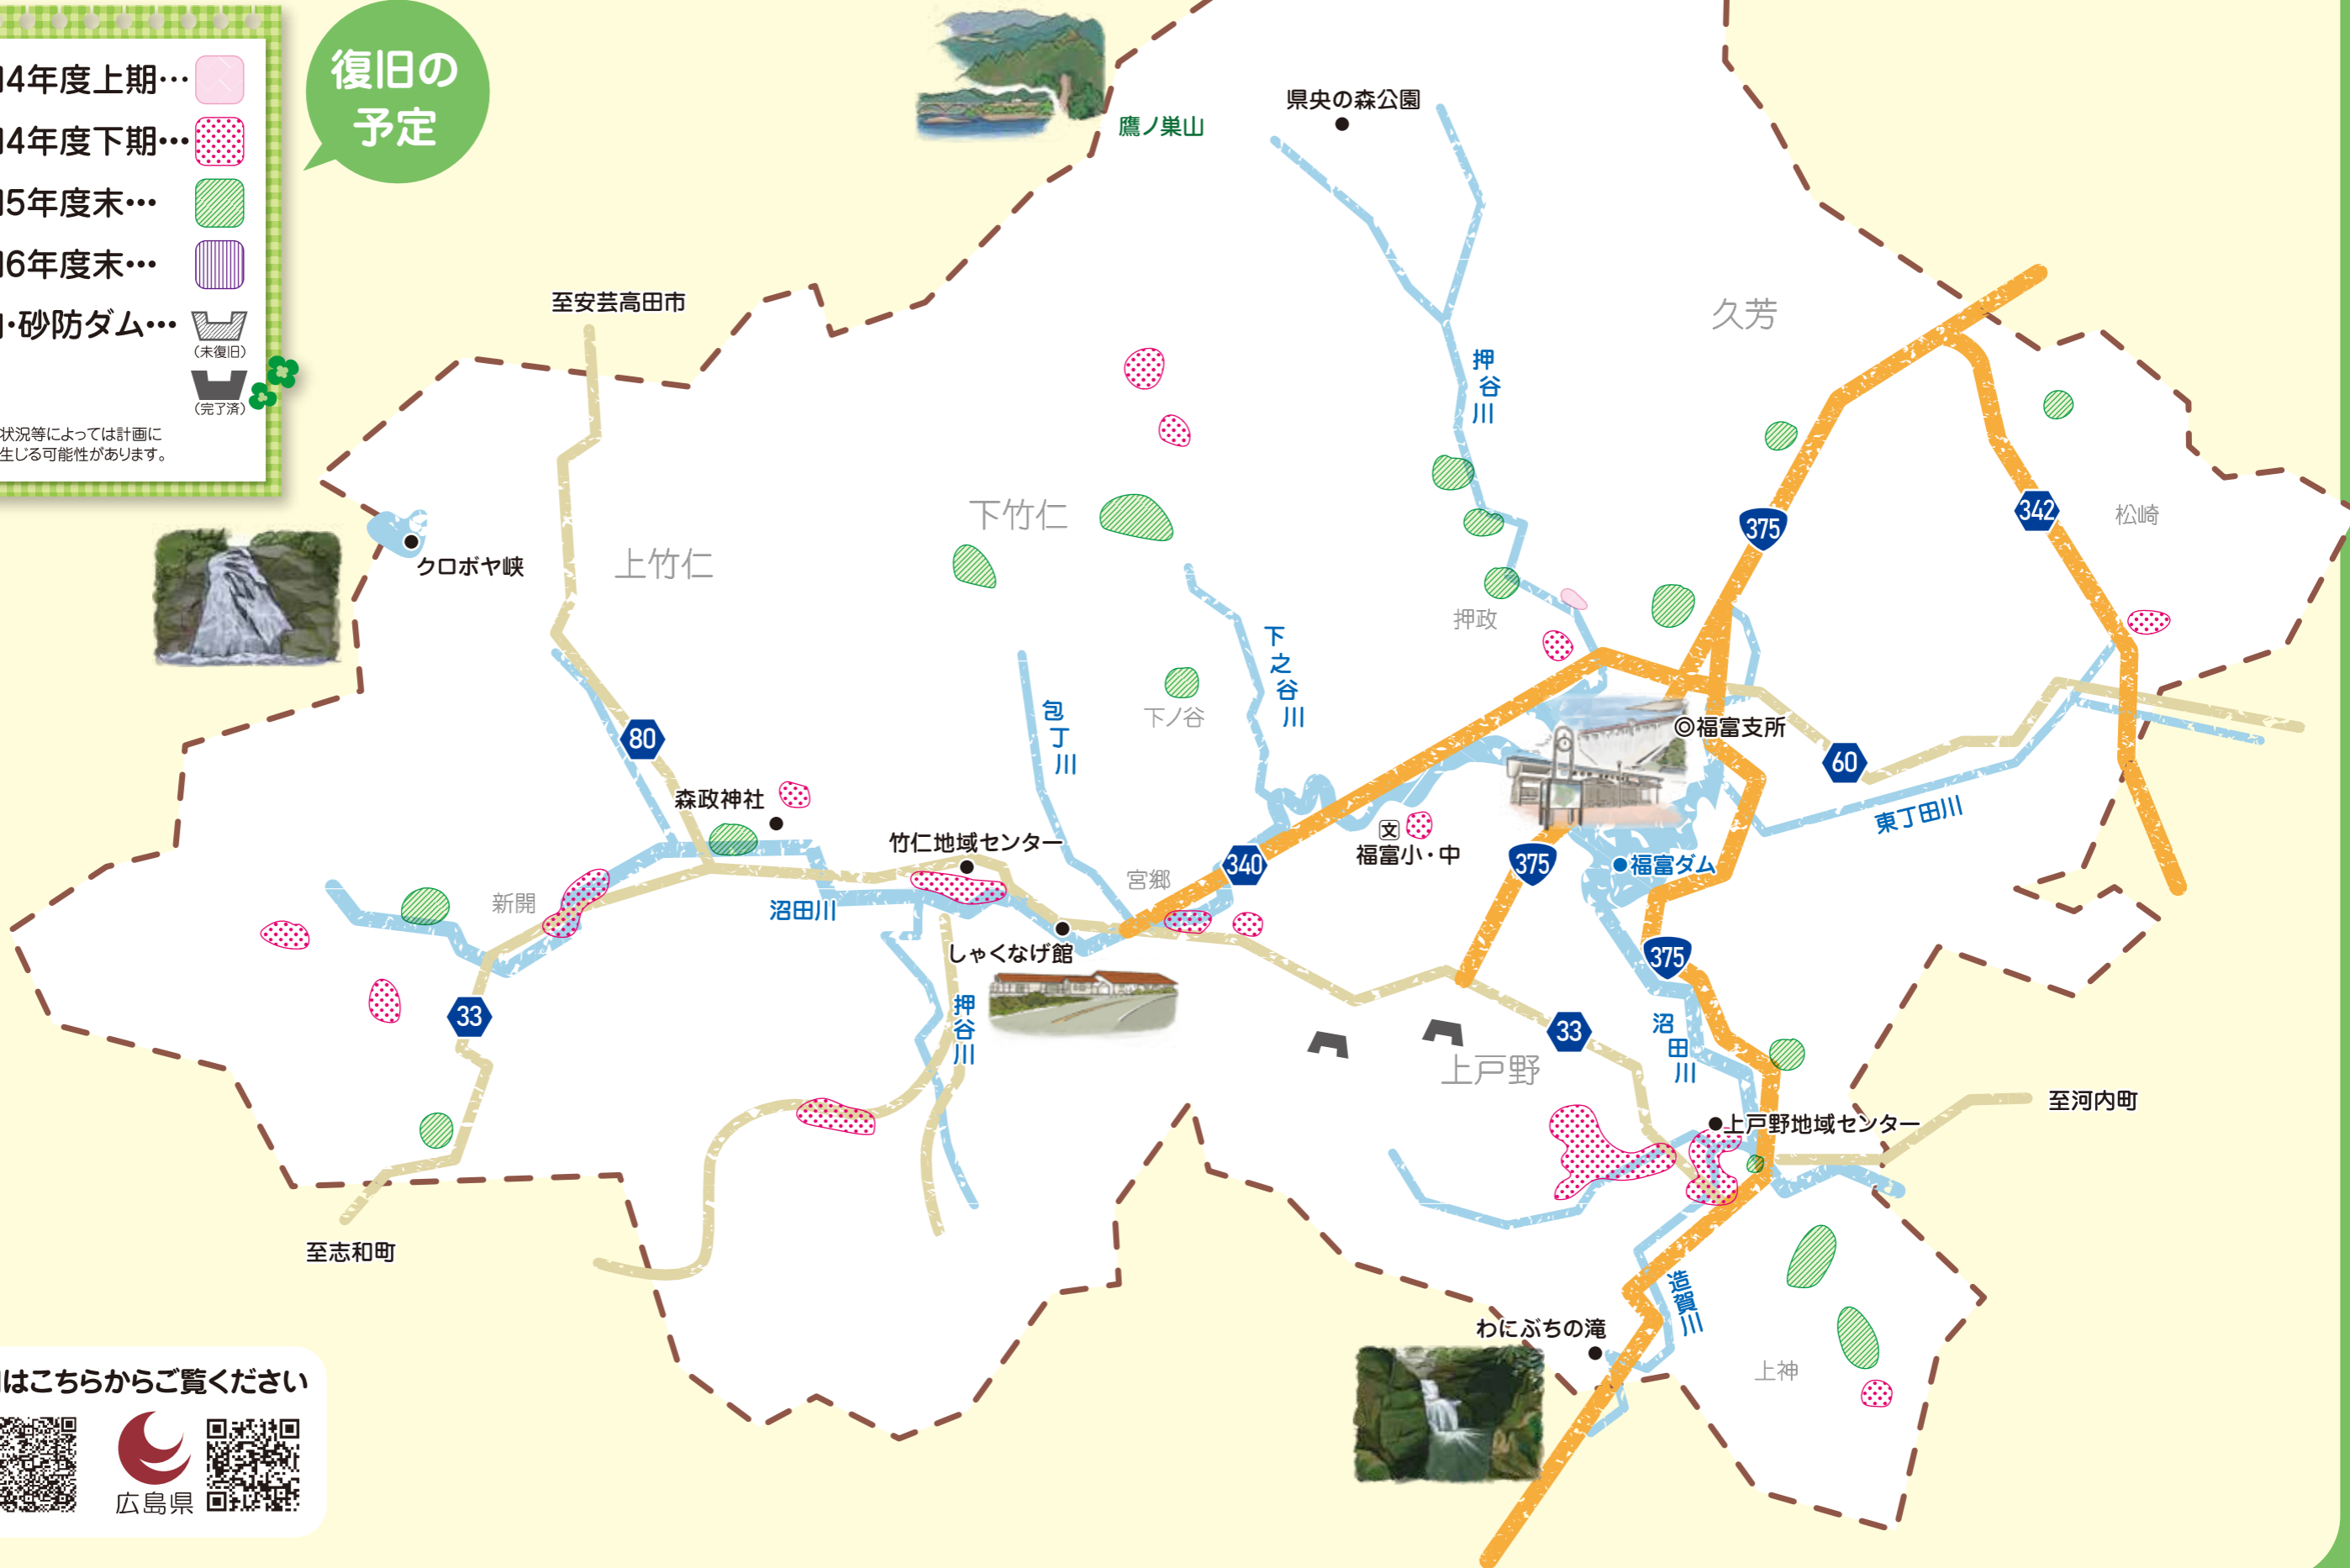 4年度上期…
4年度下期…
5年度末…
6年度末…
・砂防ダム…
（未復旧）
（完了済）
状況等によっては計画に
生じる可能性があります。
復旧の
予定
鷹ノ巣山
県央の森公園
久芳
至安芸高田市
押谷川
クロボヤ峡
上竹仁
下竹仁
375
342
松崎
押政
下之谷川
下ノ谷
包丁川
80
◎福富支所
60
森政神社
東丁田川
竹仁地域センター
文
福富小・中
340
375
福富ダム
宮郷
新開
沼田川
しゃくなげ館
375
33
押谷川
33
沼田川
上戸野
至河内町
上戸野地域センター
至志和町
造賀川
わにぶちの滝
上神
はこちらからご覧ください
広島県